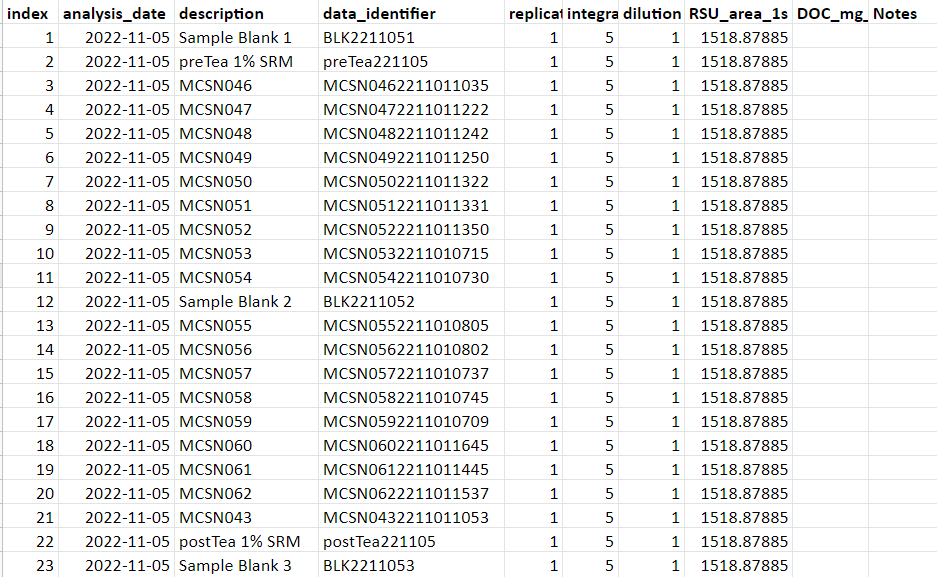 index analysis_date description data_identifier replicat integra dilution RSU_area_1s DOC_mg_ Notes
1 2022-11-05 Sample Blank 1 BLK2211051 1 5 1 1518.87885
2 2022-11-05 preTea 1% SRM preTea221105 1 5 1 1518.87885
3 2022-11-05 MCSN046 MCSN0462211011035 1 5 1 1518.87885
4 2022-11-05 MCSN047 MCSN0472211011222 1 5 1 1518.87885
5 2022-11-05 MCSN048 MCSN0482211011242 1 5 1 1518.87885
6 2022-11-05 MCSN049 MCSN0492211011250 1 5 1 1518.87885
7 2022-11-05 MCSN050 MCSN0502211011322 1 5 1 1518.87885
8 2022-11-05 MCSN051 MCSN0512211011331 1 5 1 1518.87885
9 2022-11-05 MCSN052 MCSN0522211011350 1 5 1 1518.87885
10 2022-11-05 MCSN053 MCSN0532211010715 1 5 1 1518.87885
11 2022-11-05 MCSN054 MCSN0542211010730 1 5 1 1518.87885
12 2022-11-05 Sample Blank 2 BLK2211052 1 5 1 1518.87885
13 2022-11-05 MCSN055 MCSN0552211010805 1 5 1 1518.87885
14 2022-11-05 MCSN056 MCSN0562211010802 1 5 1 1518.87885
15 2022-11-05 MCSN057 MCSN0572211010737 1 5 1 1518.87885
16 2022-11-05 MCSN058 MCSN0582211010745 1 5 1 1518.87885
17 2022-11-05 MCSN059 MCSN0592211010709 1 5 1 1518.87885
18 2022-11-05 MCSN060 MCSN0602211011645 1 5 1 1518.87885
19 2022-11-05 MCSN061 MCSN0612211011445 1 5 1 1518.87885
20 2022-11-05 MCSN062 MCSN0622211011537 1 5 1 1518.87885
21 2022-11-05 MCSN043 MCSN0432211011053 1 5 1 1518.87885
22 2022-11-05 postTea 1% SRM postTea221105 1 5 1 1518.87885
23 2022-11-05 Sample Blank 3 BLK2211053 1 5 1 1518.87885